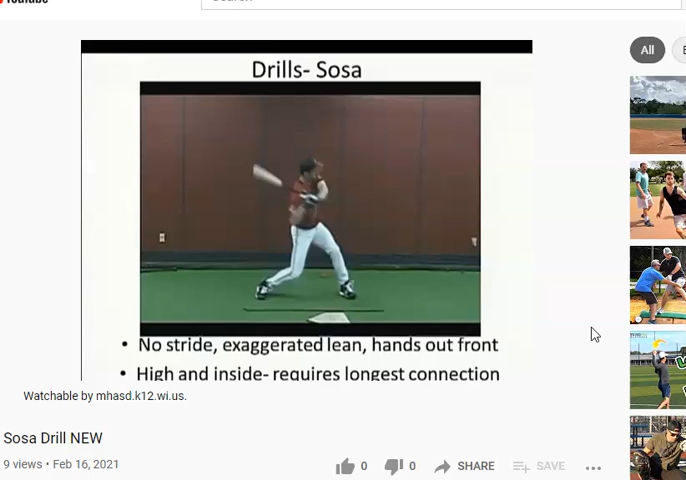 Drills- Sosa
All
• No stride, exaggerated lean, hands out front
• High and inside- requires longest connection
Watchable by mhasd.k12.wi.us.
Sosa Drill NEW
9 views • Feb 16, 2021
0 0 SHARE SAVE ...